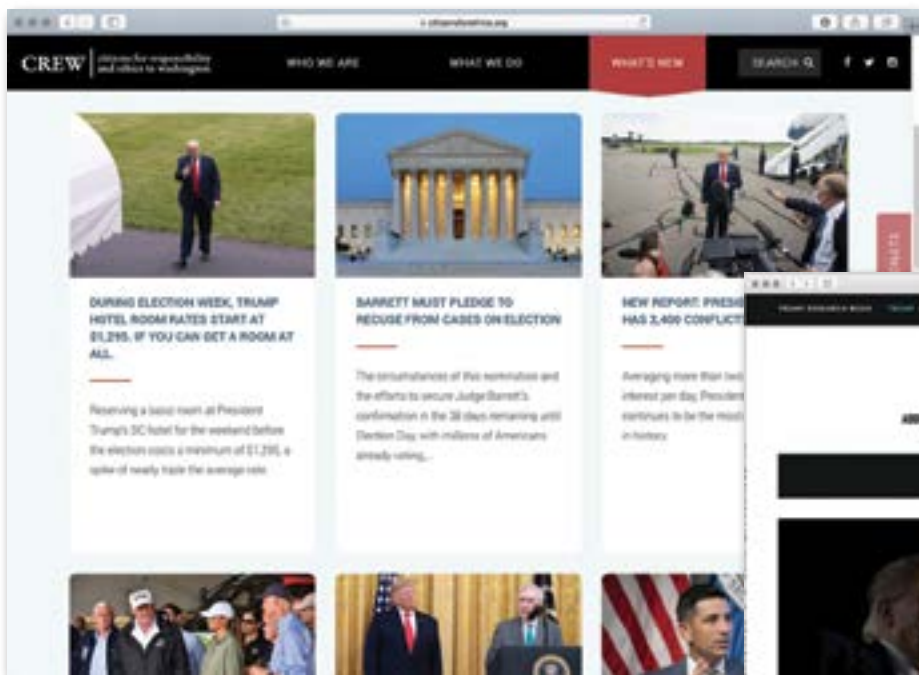 citizensforethics.org
CREW
citizens for responsibility
and ethics in washington
WHO WE ARE
WHAT WE DO
WHAT'S NEW
SEARCH
DURING ELECTION WEEK, TRUMP
HOTEL ROOM RATES START AT
$1,295. IF YOU CAN GET A ROOM AT
ALL.
Reserving a basic room at President
Trump's DC hotel for the weekend before
the election costs a minimum of $1,295, a
spike of nearly triple the average rate.
BARRETT MUST PLEDGE TO
RECUSE FROM CASES ON ELECTION
The circumstances of this nomination and
the efforts to secure Judge Barrett's
confirmation in the 38 days remaining until
Election Day, with millions of Americans
already voting,...
NEW REPORT: PRESI
HAS 3,400 CONFLICT
Averaging more than two
interest per day, President
continues to be the most
in history.